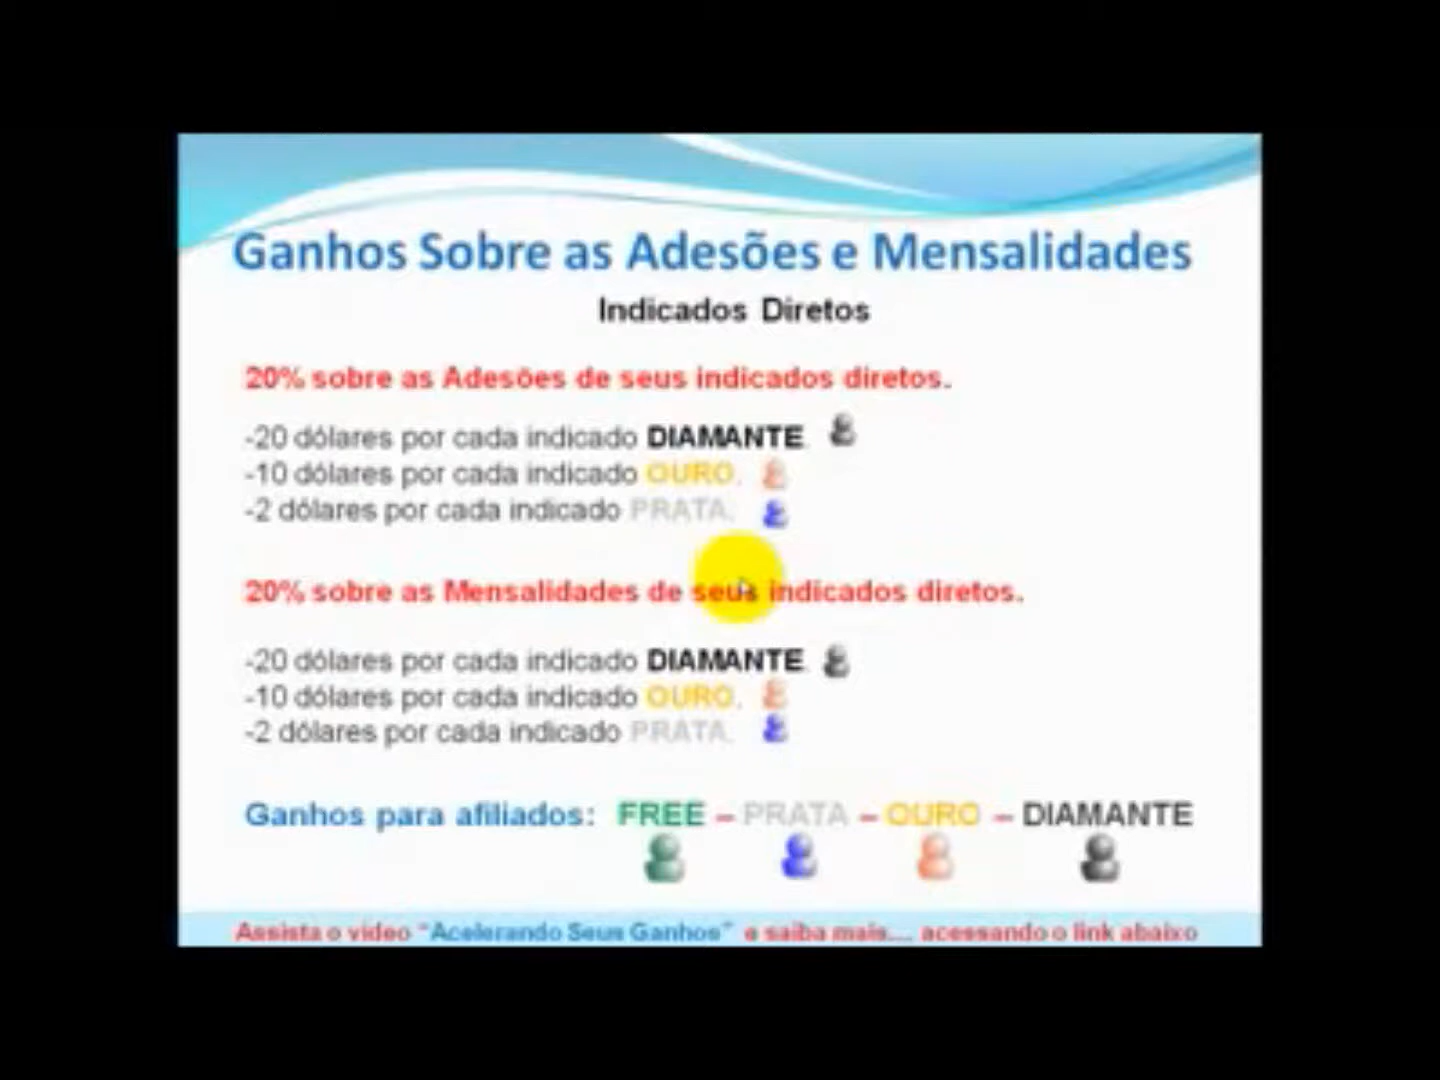 Ganhos Sobre as Adesões e Mensalidades
Indicados Diretos
20% sobre as Adesões de seus indicados diretos.
-20 dólares por cada indicado DIAMANTE
-10 dólares por cada indicado OURO.
-2 dólares por cada indicado PRATA.
20% sobre as Mensalidades de seus indicados diretos.
-20 dólares por cada indicado DIAMANTE
-10 dólares por cada indicado OURO.
-2 dólares por cada indicado PRATA.
Ganhos para afiliados: FREE – PRATA – OURO – DIAMANTE
Assista o vídeo "Acelerando Seus Ganhos" e saiba mais.... acessando o link abaixo